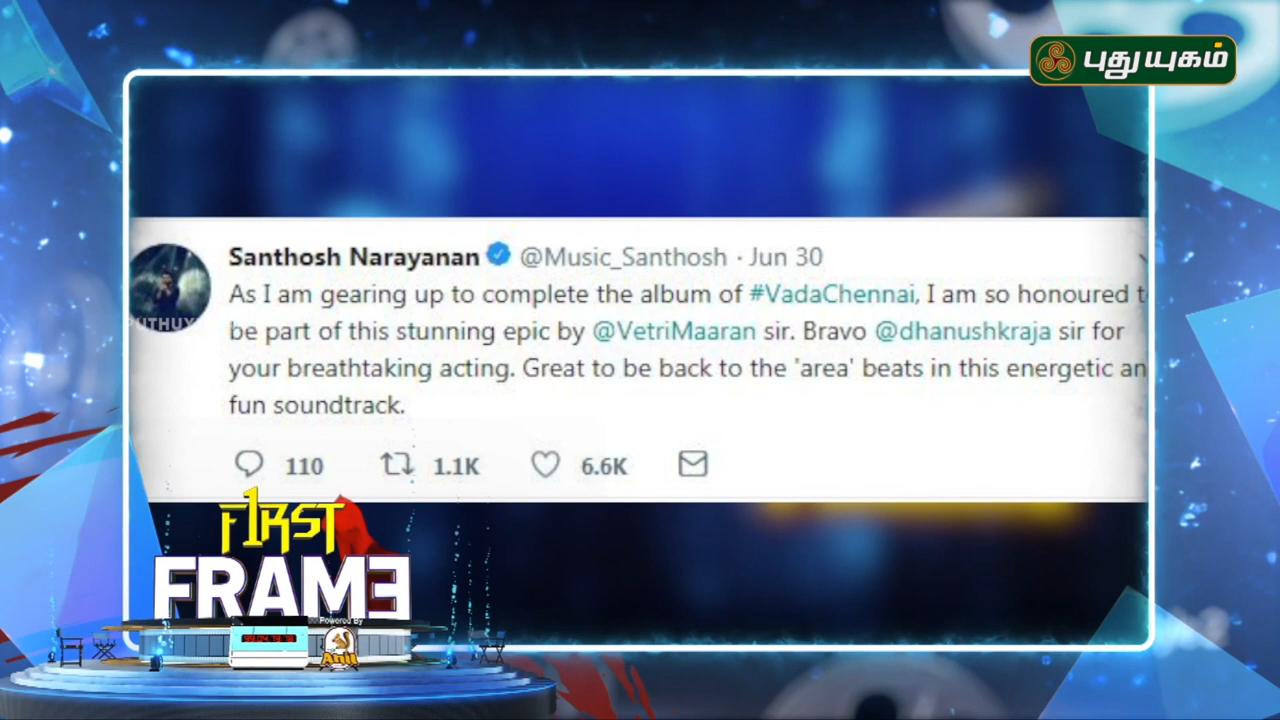 புதுயுகம்
Santhosh Narayanan @Music_Santhosh · Jun 30
As I am gearing up to complete the album of #VadaChennai, I am so honoured t
be part of this stunning epic by @VetriMaaran sir. Bravo @dhanushkraja sir for
your breathtaking acting. Great to be back to the 'area' beats in this energetic an
fun soundtrack.
110 1.1K 6.6K
F1RST
FRAME
Powered By
Anil